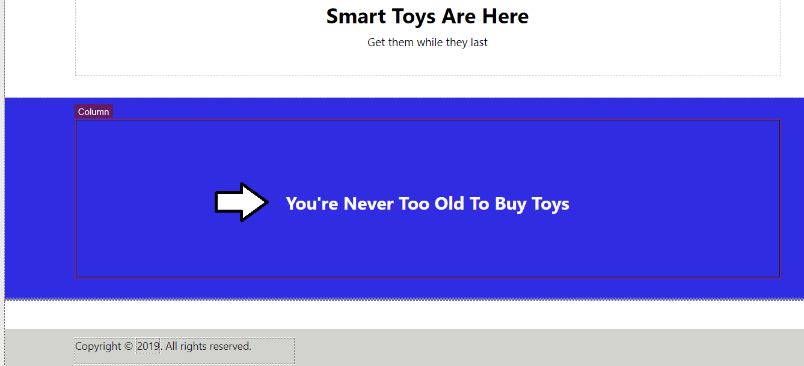 Smart Toys Are Here
Get them while they last
Column
You're Never Too Old To Buy Toys
Copyright © 2019. All rights reserved.